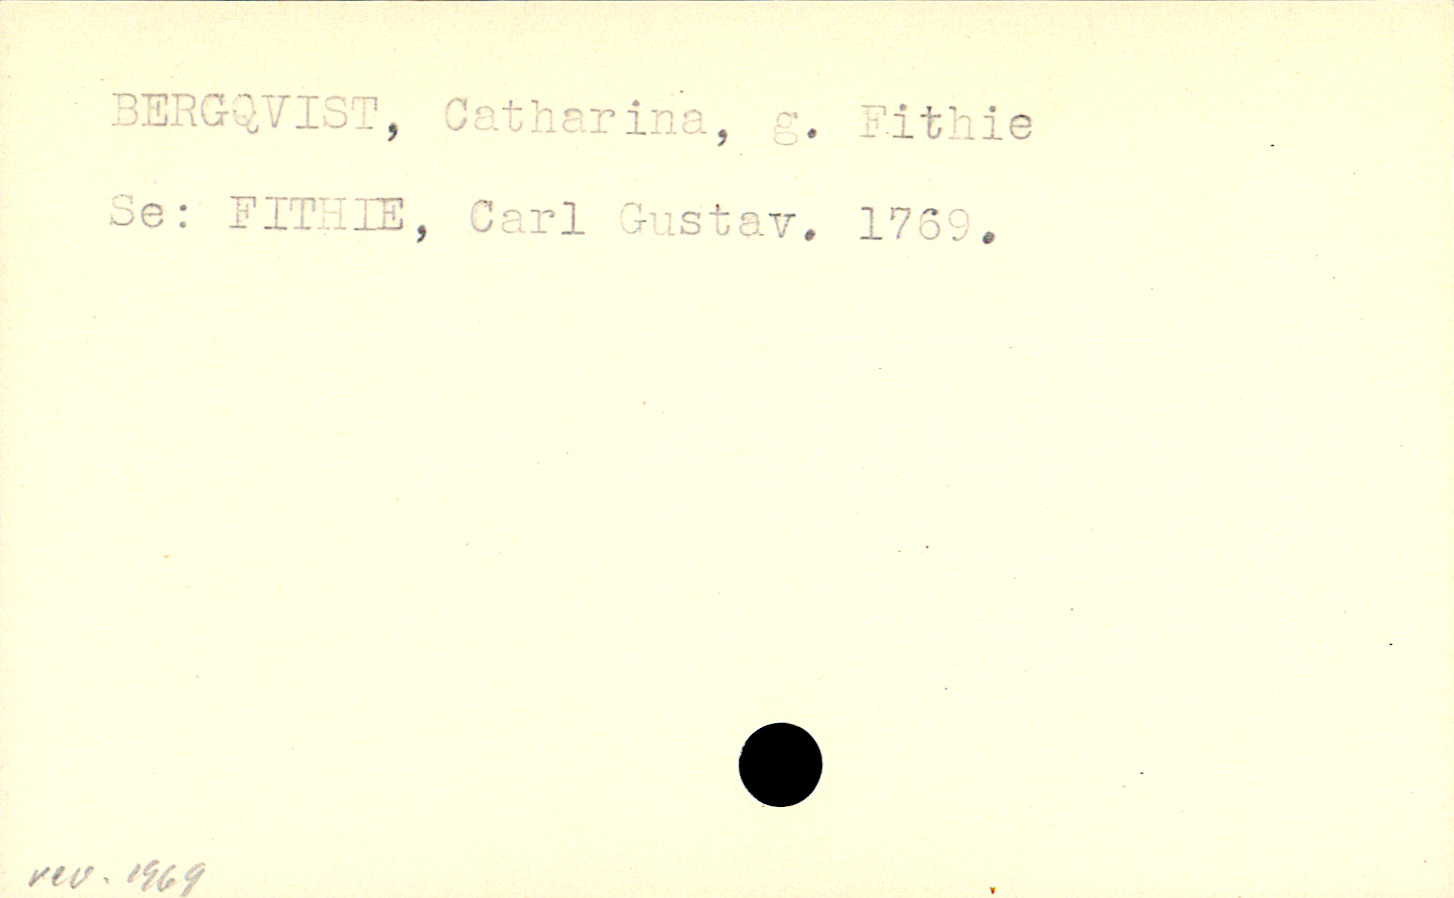 BERGQVIST, Catharina, g. Fithie
Se: FITHIE, Carl Gustav. 1769.
rev. 1969